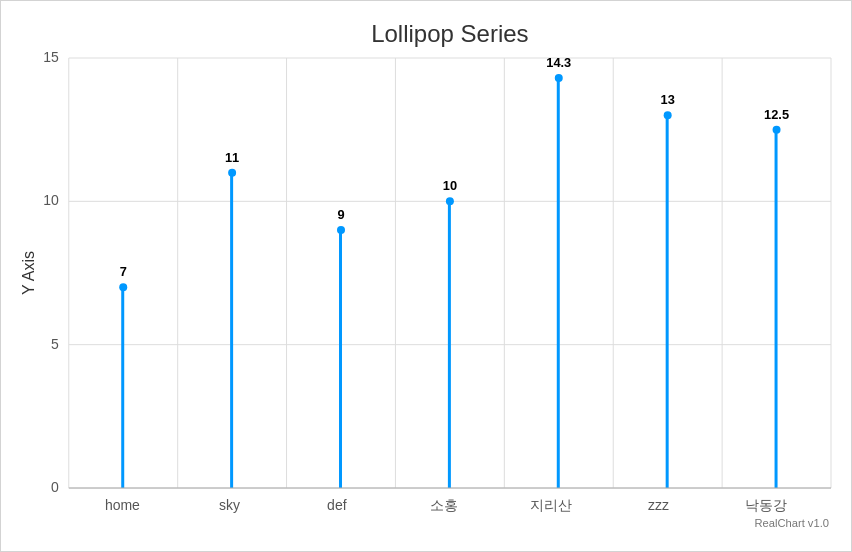 Lollipop Series
Y Axis
15
10
5
0
7
11
9
10
14.3
13
12.5
home
sky
def
소홍
지리산
zzz
낙동강
RealChart v1.0